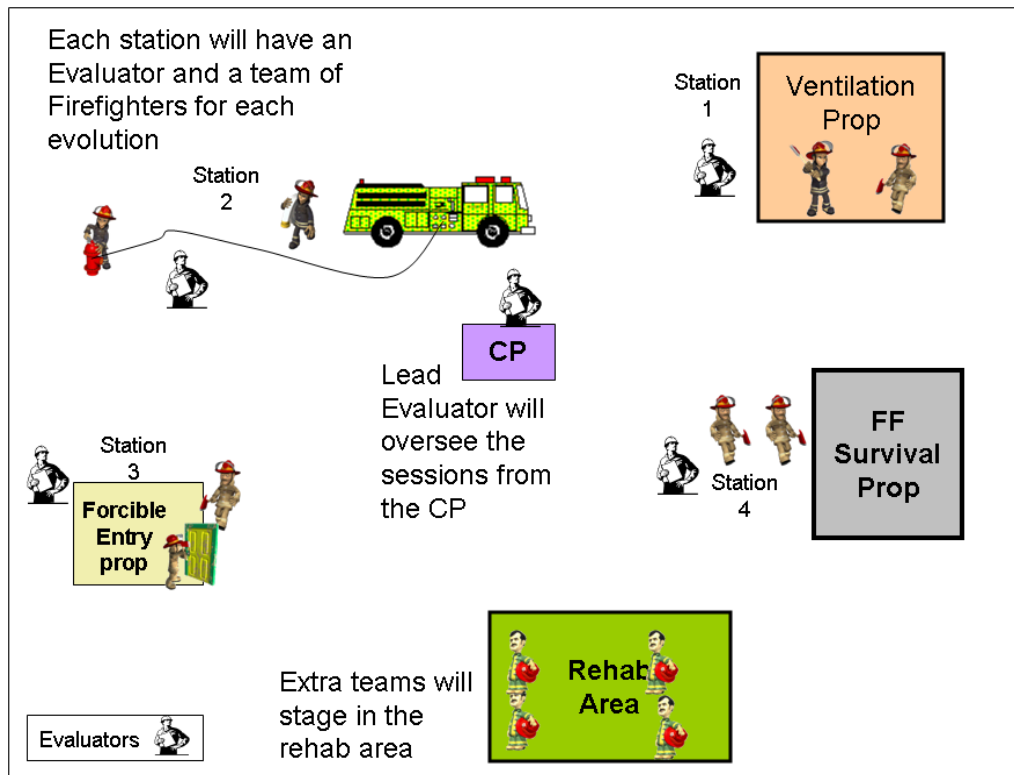 Each station will have an
Evaluator and a team of
Firefighters for each
evolution
Station
2
Station
1
Ventilation
Prop
CP
Lead
Evaluator will
oversee the
sessions from
the CP
Station
3
Forcible
Entry
prop
Station
4
FF
Survival
Prop
Extra teams will
stage in the
rehab area
Rehab
Area
Evaluators